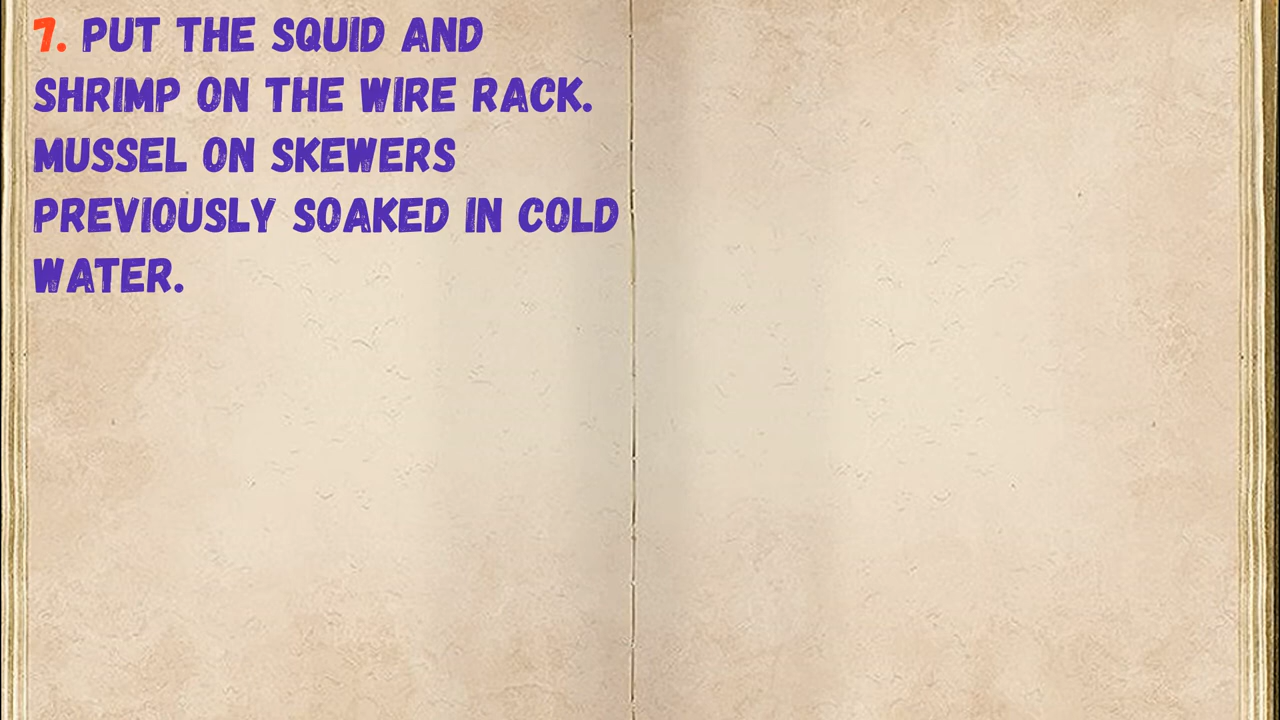 7. PUT THE SQUID AND
SHRIMP ON THE WIRE RACK.
MUSSEL ON SKEWERS
PREVIOUSLY SOAKED IN COLD
WATER.